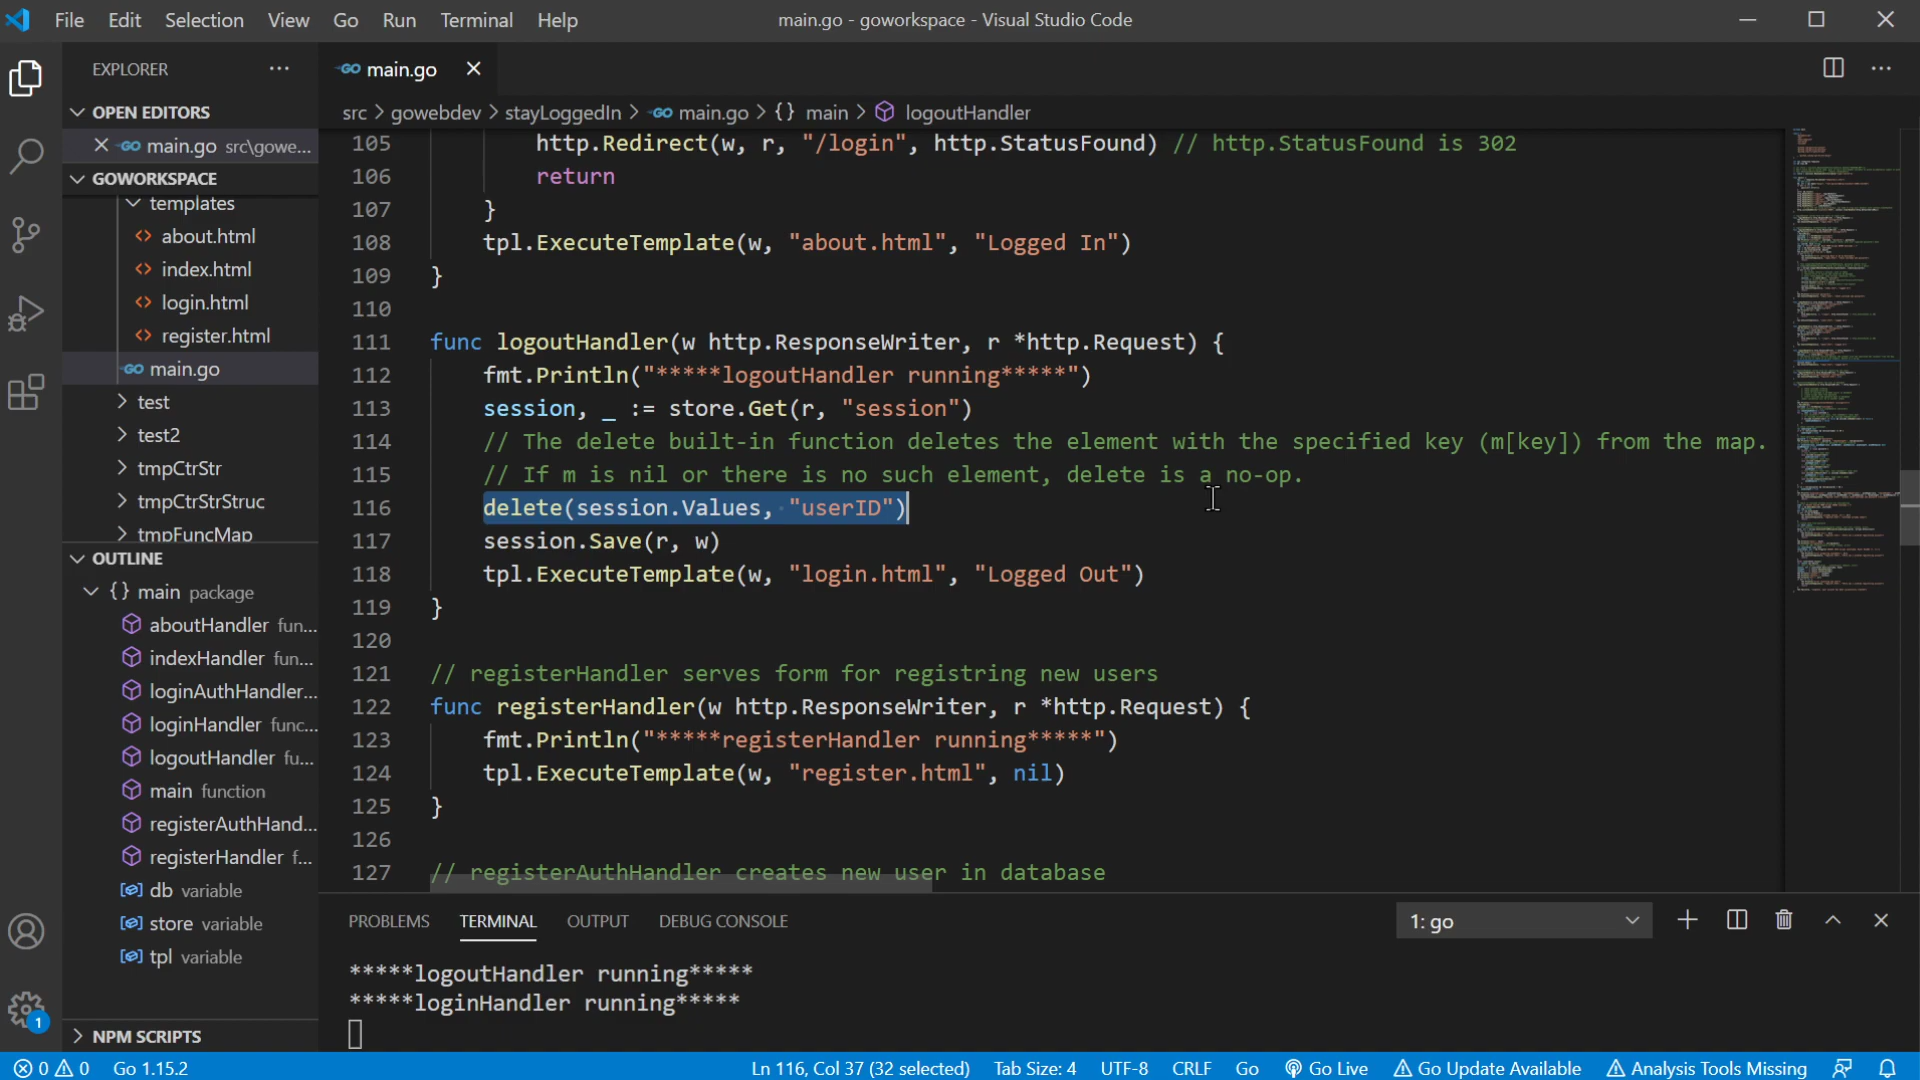 File Edit Selection View Go Run Terminal Help
main.go - goworkspace - Visual Studio Code
EXPLORER
OPEN EDITORS
main.go src\gowe...
GOWORKSPACE
templates
about.html
index.html
login.html
register.html
main.go
test
test2
tmpCtrStr
tmpCtrStrStruc
tmpFuncMap
OUTLINE
{} main package
aboutHandler fun...
indexHandler fun...
loginAuthHandler...
loginHandler func...
logoutHandler fu...
main function
registerAuthHand...
registerHandler f...
db variable
store variable
tpl variable
NPM SCRIPTS
main.go
src > gowebdev > stayLoggedIn > main.go > {} main > logoutHandler
105 http.Redirect(w, r, "/login", http.StatusFound) // http.StatusFound is 302
106 return
107 }
108 tpl.ExecuteTemplate(w, "about.html", "Logged In")
109 }
110
111 func logoutHandler(w http.ResponseWriter, r *http.Request) {
112 fmt.Println("*****logoutHandler running*****")
113 session, _ := store.Get(r, "session")
114 // The delete built-in function deletes the element with the specified key (m[key]) from the map.
115 // If m is nil or there is no such element, delete is a no-op.
116 delete(session.Values, "userID")
117 session.Save(r, w)
118 tpl.ExecuteTemplate(w, "login.html", "Logged Out")
119 }
120
121 // registerHandler serves form for registring new users
122 func registerHandler(w http.ResponseWriter, r *http.Request) {
123 fmt.Println("*****registerHandler running*****")
124 tpl.ExecuteTemplate(w, "register.html", nil)
125 }
126
127 // registerAuthHandler creates new user in database
PROBLEMS TERMINAL OUTPUT DEBUG CONSOLE
1: go
*****logoutHandler running*****
*****loginHandler running*****
1
0 0 Go 1.15.2
Ln 116, Col 37 (32 selected) Tab Size: 4 UTF-8 CRLF Go Go Live Go Update Available Analysis Tools Missing